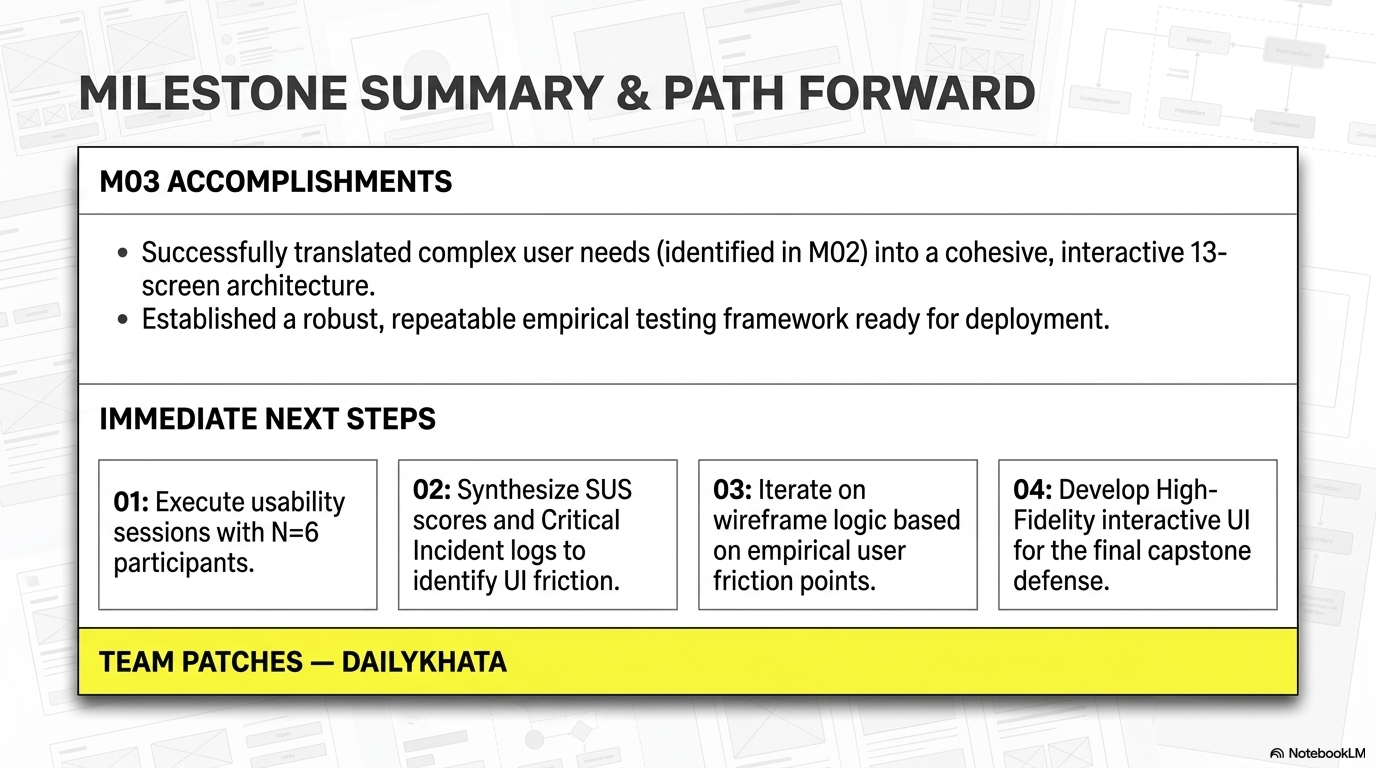 MILESTONE SUMMARY & PATH FORWARD
M03 ACCOMPLISHMENTS
• Successfully translated complex user needs (identified in M02) into a cohesive, interactive 13-
screen architecture.
• Established a robust, repeatable empirical testing framework ready for deployment.
IMMEDIATE NEXT STEPS
01: Execute usability
sessions with N=6
participants.
02: Synthesize SUS
scores and Critical
Incident logs to
identify UI friction.
03: Iterate on
wireframe logic based
on empirical user
friction points.
04: Develop High-
Fidelity interactive UI
for the final capstone
defense.
TEAM PATCHES — DAILYKHATA
NotebookLM